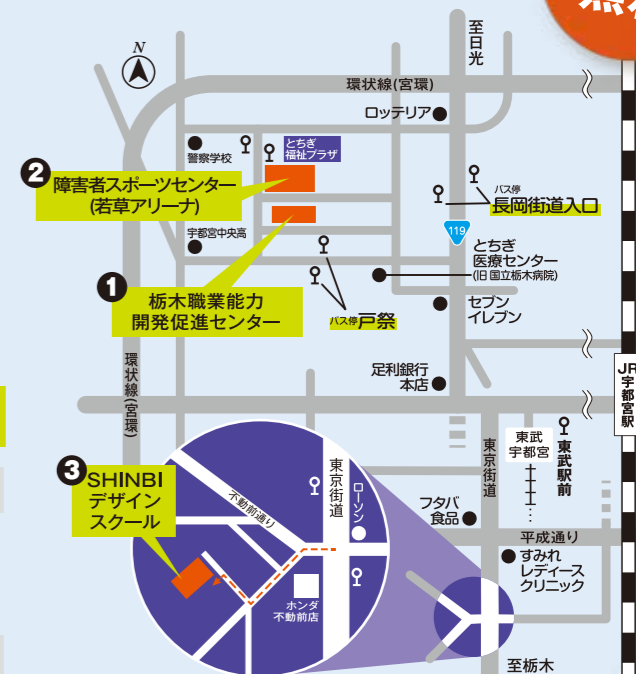 至日光
N
環状線(宮環)
ロッテリア
警察学校
とちぎ
福祉プラザ
❷
障害者スポーツセンター
(若草アリーナ)
バス停
長岡街道入口
宇都宮中央高
119
とちぎ
医療センター
(旧国立栃木病院)
❶
栃木職業能力
開発促進センター
バス停戸祭
セブン
イレブン
環状線(宮環)
足利銀行
本店
JR宇都宮駅
東武
宇都宮
東武駅前
東京街道
❸
SHINBI
デザイン
スクール
不動前通り
東京街道
ローソン
フタバ
食品
平成通り
すみれ
レディース
クリニック
ホンダ
不動前店
至栃木